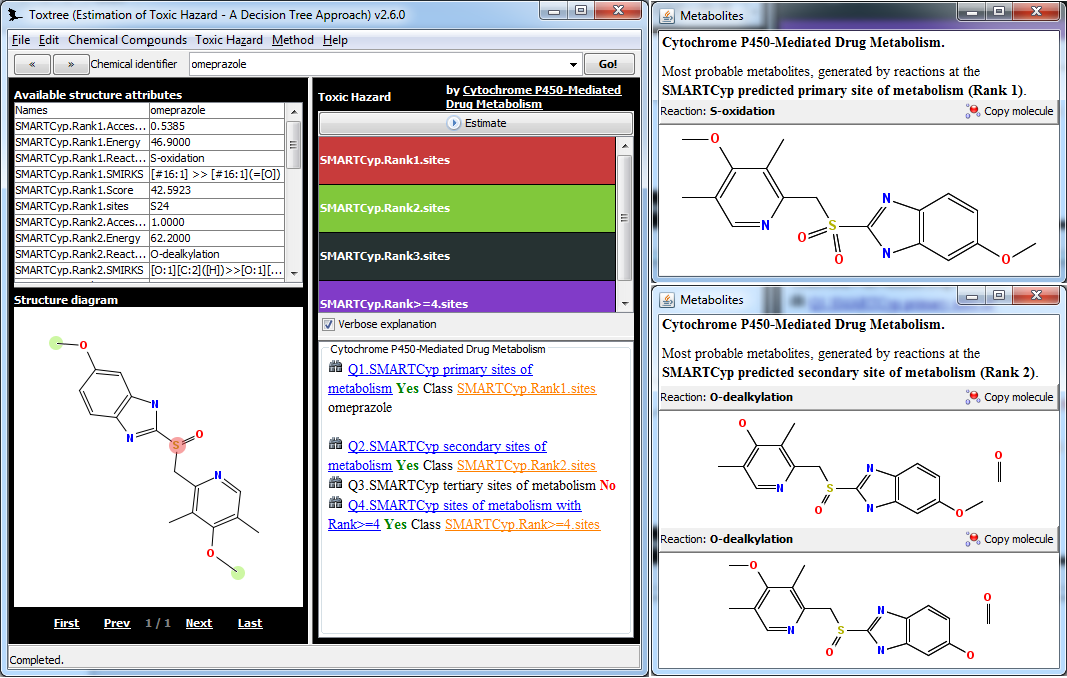 Toxtree (Estimation of Toxic Hazard - A Decision Tree Approach) v2.6.0
File Edit Chemical Compounds Toxic Hazard Method Help
« » Chemical identifier omeprazole Go!
Available structure attributes
Names omeprazole
SMARTCyp.Rank1.Acces... 0.5385
SMARTCyp.Rank1.Energy 46.9000
SMARTCyp.Rank1.React... S-oxidation
SMARTCyp.Rank1.SMIRKS [#16:1] >> [#16:1](=[O])
SMARTCyp.Rank1.Score 42.5923
SMARTCyp.Rank1.sites S24
SMARTCyp.Rank2.Acces... 1.0000
SMARTCyp.Rank2.Energy 62.2000
SMARTCyp.Rank2.React... O-dealkylation
SMARTCyp.Rank2.SMIRKS [O:1][C:2]([H])>>[O:1][...
Structure diagram
O
N
N
S
O
N
O
First Prev 1 / 1 Next Last
Completed.
Toxic Hazard
by Cytochrome P450-Mediated
Drug Metabolism
Estimate
SMARTCyp.Rank1.sites
SMARTCyp.Rank2.sites
SMARTCyp.Rank3.sites
SMARTCyp.Rank>=4.sites
Verbose explanation
Cytochrome P450-Mediated Drug Metabolism
Q1.SMARTCyp primary sites of
metabolism Yes Class SMARTCyp.Rank1.sites
omeprazole
Q2.SMARTCyp secondary sites of
metabolism Yes Class SMARTCyp.Rank2.sites
Q3.SMARTCyp tertiary sites of metabolism No
Q4.SMARTCyp sites of metabolism with
Rank>=4 Yes Class SMARTCyp.Rank>=4.sites
Metabolites
Cytochrome P450-Mediated Drug Metabolism.
Most probable metabolites, generated by reactions at the
SMARTCyp predicted primary site of metabolism (Rank 1).
Reaction: S-oxidation Copy molecule
O
N
N
S
O
O
N
O
Metabolites
Cytochrome P450-Mediated Drug Metabolism.
Most probable metabolites, generated by reactions at the
SMARTCyp predicted secondary site of metabolism (Rank 2).
Reaction: O-dealkylation Copy molecule
O
O
N
N
S
O
N
O
Reaction: O-dealkylation Copy molecule
O
O
N
N
S
O
N
O